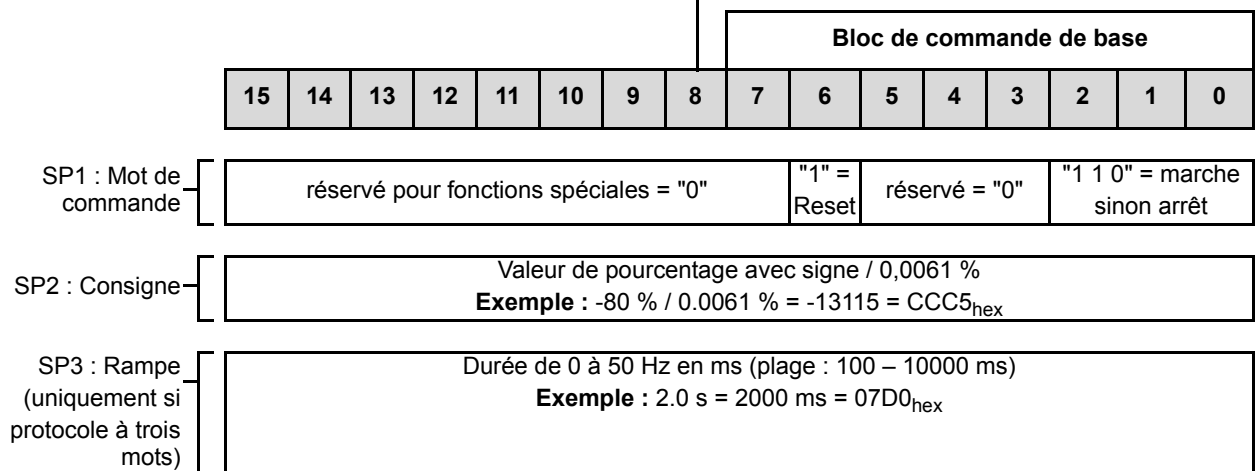 Bloc de commande de base
15 14 13 12 11 10 9 8 7 6 5 4 3 2 1 0
SP1 : Mot de
commande
réservé pour fonctions spéciales = "0"
"1" =
Reset
réservé = "0"
"1 1 0" = marche
sinon arrêt
SP2 : Consigne
Valeur de pourcentage avec signe / 0,0061 %
Exemple : -80 % / 0.0061 % = -13115 = CCC5hex
SP3 : Rampe
(uniquement si
protocole à trois
mots)
Durée de 0 à 50 Hz en ms (plage : 100 – 10000 ms)
Exemple : 2.0 s = 2000 ms = 07D0hex